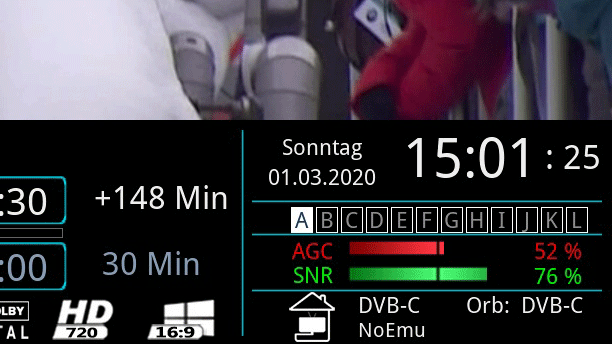 Sonntag
15:01 : 25
01.03.2020
:30 +148 Min
A B C D E F G H I J K L
:00 30 Min
AGC 52 %
SNR 76 %
HD
720
16:9
DVB-C Orb: DVB-C
NoEmu